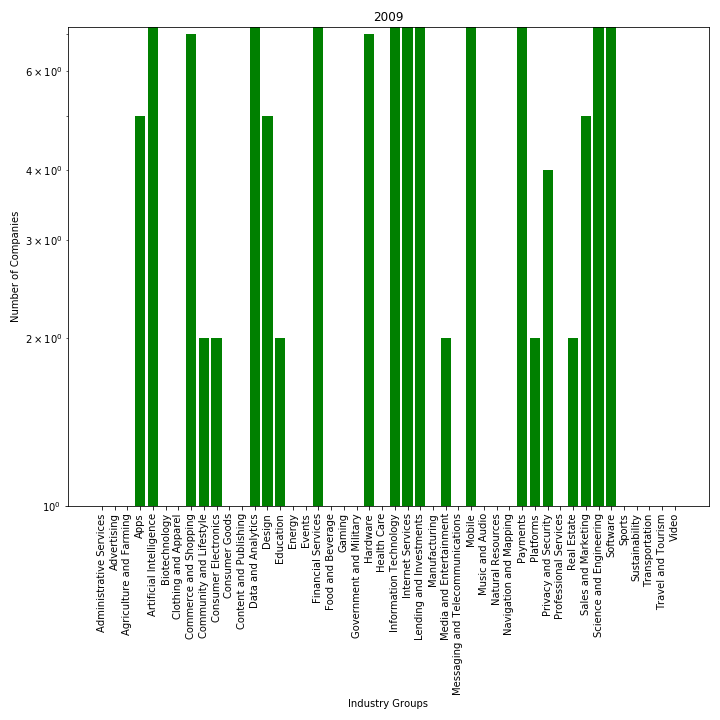 2009
6 × 10⁰
4 × 10⁰
3 × 10⁰
2 × 10⁰
10⁰
Number of Companies
Administrative Services
Advertising
Agriculture and Farming
Apps
Artificial Intelligence
Biotechnology
Clothing and Apparel
Commerce and Shopping
Community and Lifestyle
Consumer Electronics
Consumer Goods
Content and Publishing
Data and Analytics
Design
Education
Energy
Events
Financial Services
Food and Beverage
Gaming
Government and Military
Hardware
Health Care
Information Technology
Internet Services
Lending and Investments
Manufacturing
Media and Entertainment
Messaging and Telecommunications
Mobile
Music and Audio
Natural Resources
Navigation and Mapping
Payments
Platforms
Privacy and Security
Professional Services
Real Estate
Sales and Marketing
Science and Engineering
Software
Sports
Sustainability
Transportation
Travel and Tourism
Video
Industry Groups